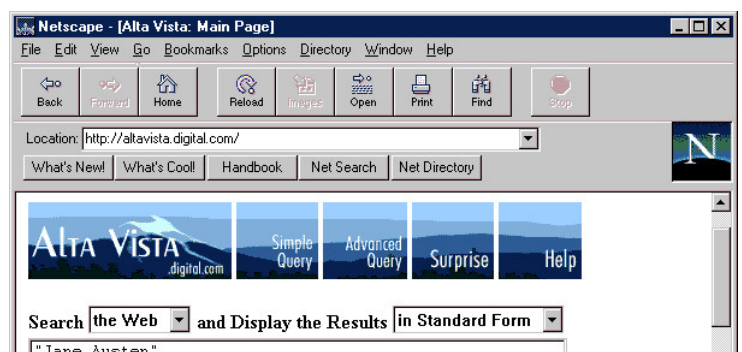 Netscape - [Alta Vista: Main Page]
File Edit View Go Bookmarks Options Directory Window Help
Back Forward Home Reload Images Open Print Find Stop
Location: http://altavista.digital.com/
What's New! What's Cool! Handbook Net Search Net Directory
N
ALTA VISTA
.digital.com
Simple Query
Advanced Query
Surprise
Help
Search the Web and Display the Results in Standard Form
"Jane Austen"